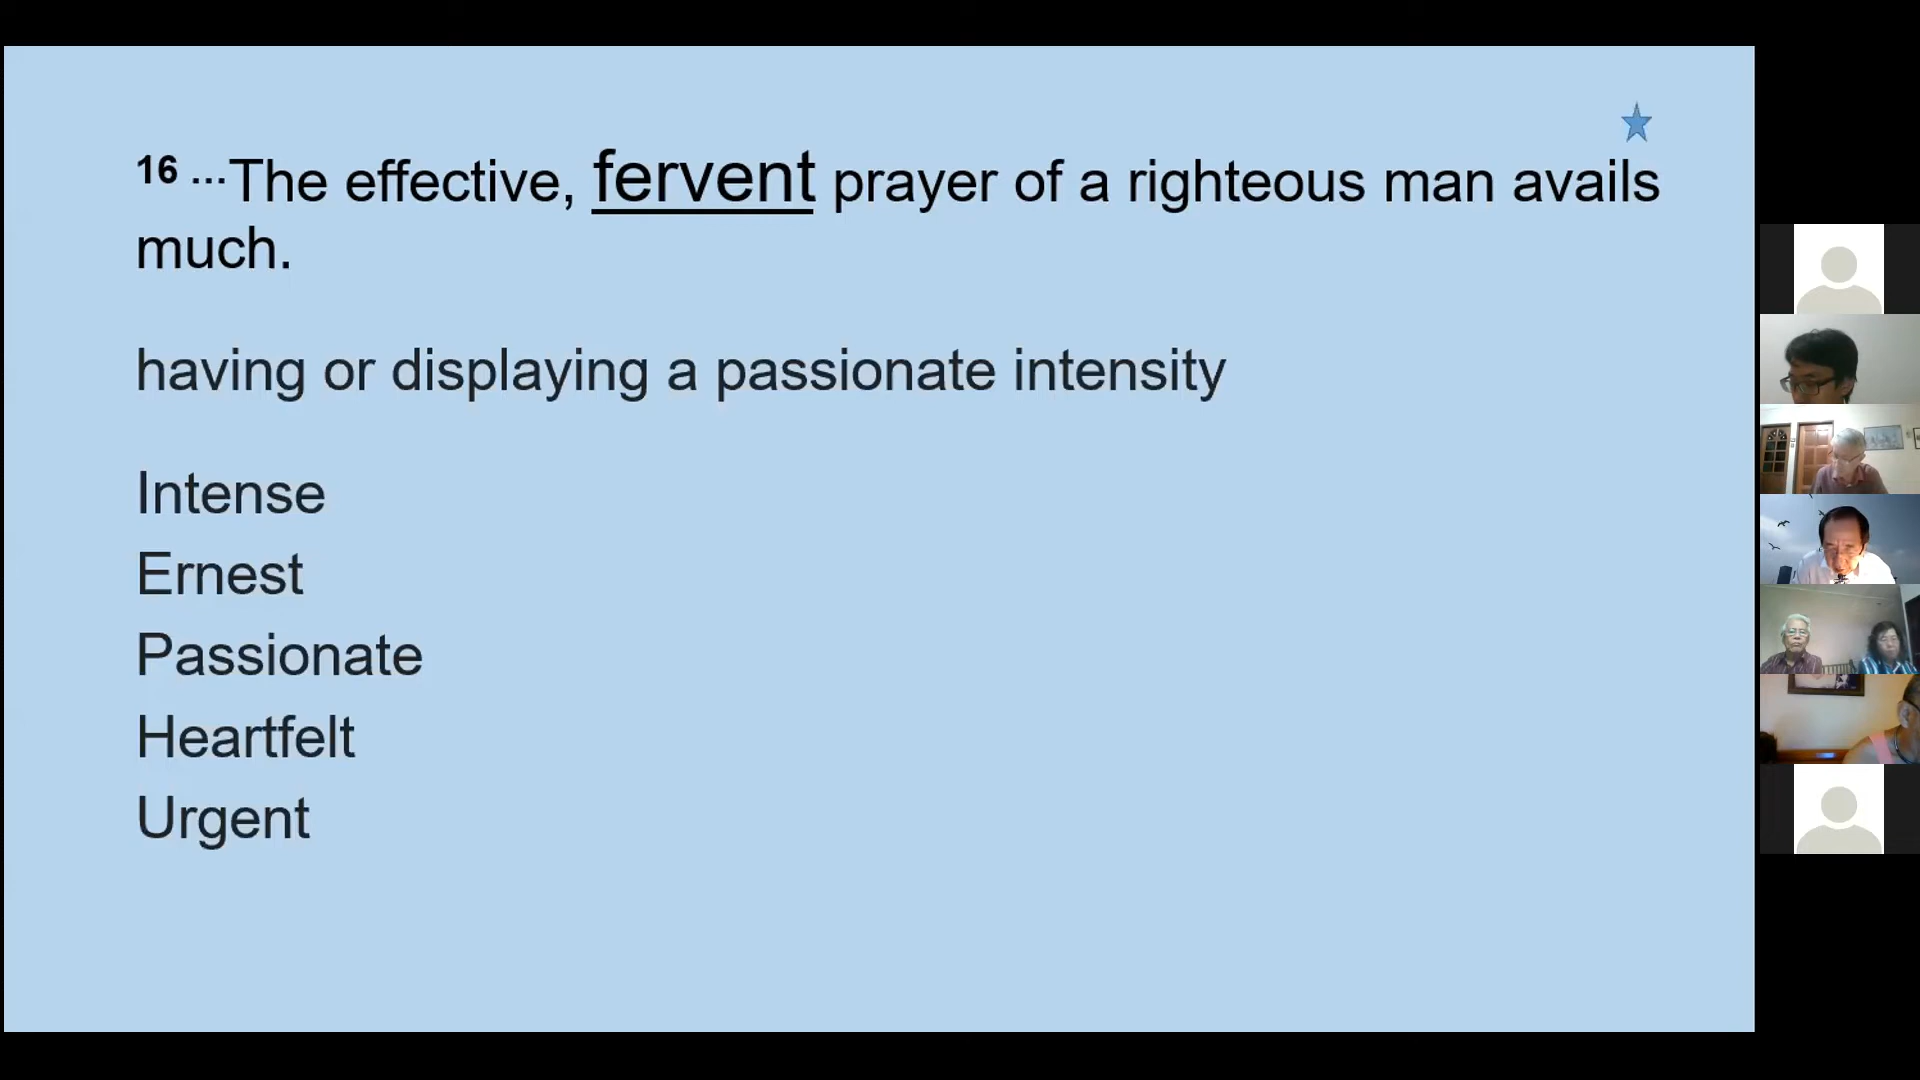 16 ...The effective, fervent prayer of a righteous man avails
much.
having or displaying a passionate intensity
Intense
Ernest
Passionate
Heartfelt
Urgent